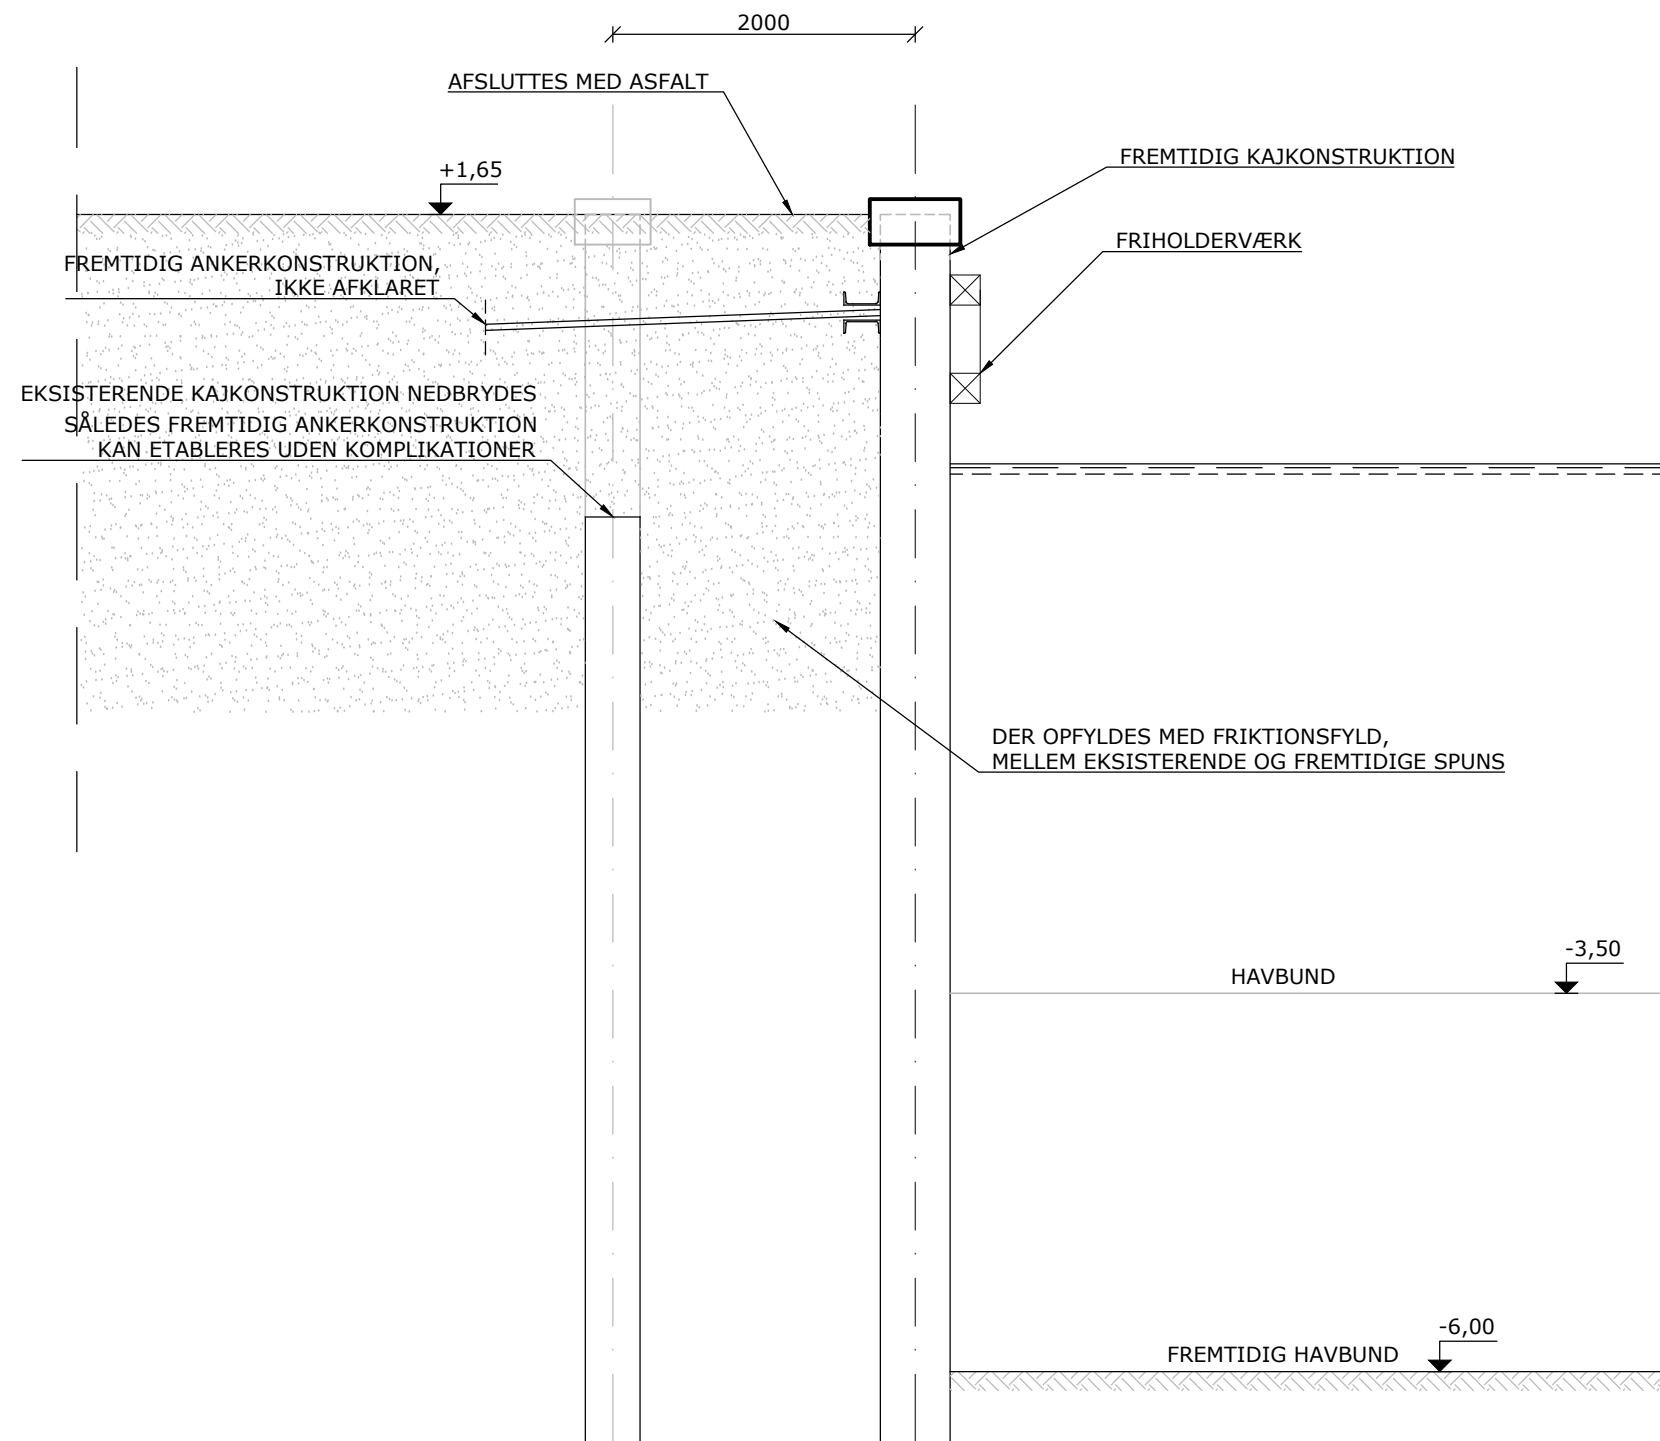 2000
AFSLUTTES MED ASFALT
FREMTIDIG KAJKONSTRUKTION
+1,65
FRIHOLDERVÆRK
FREMTIDIG ANKERKONSTRUKTION,
IKKE AFKLARET
EKSISTERENDE KAJKONSTRUKTION NEDBRYDES
SÅLEDES FREMTIDIG ANKERKONSTRUKTION
KAN ETABLERES UDEN KOMPLIKATIONER
DER OPFYLDES MED FRIKTIONSFYLD,
MELLEM EKSISTERENDE OG FREMTIDIGE SPUNS
-3,50
HAVBUND
-6,00
FREMTIDIG HAVBUND